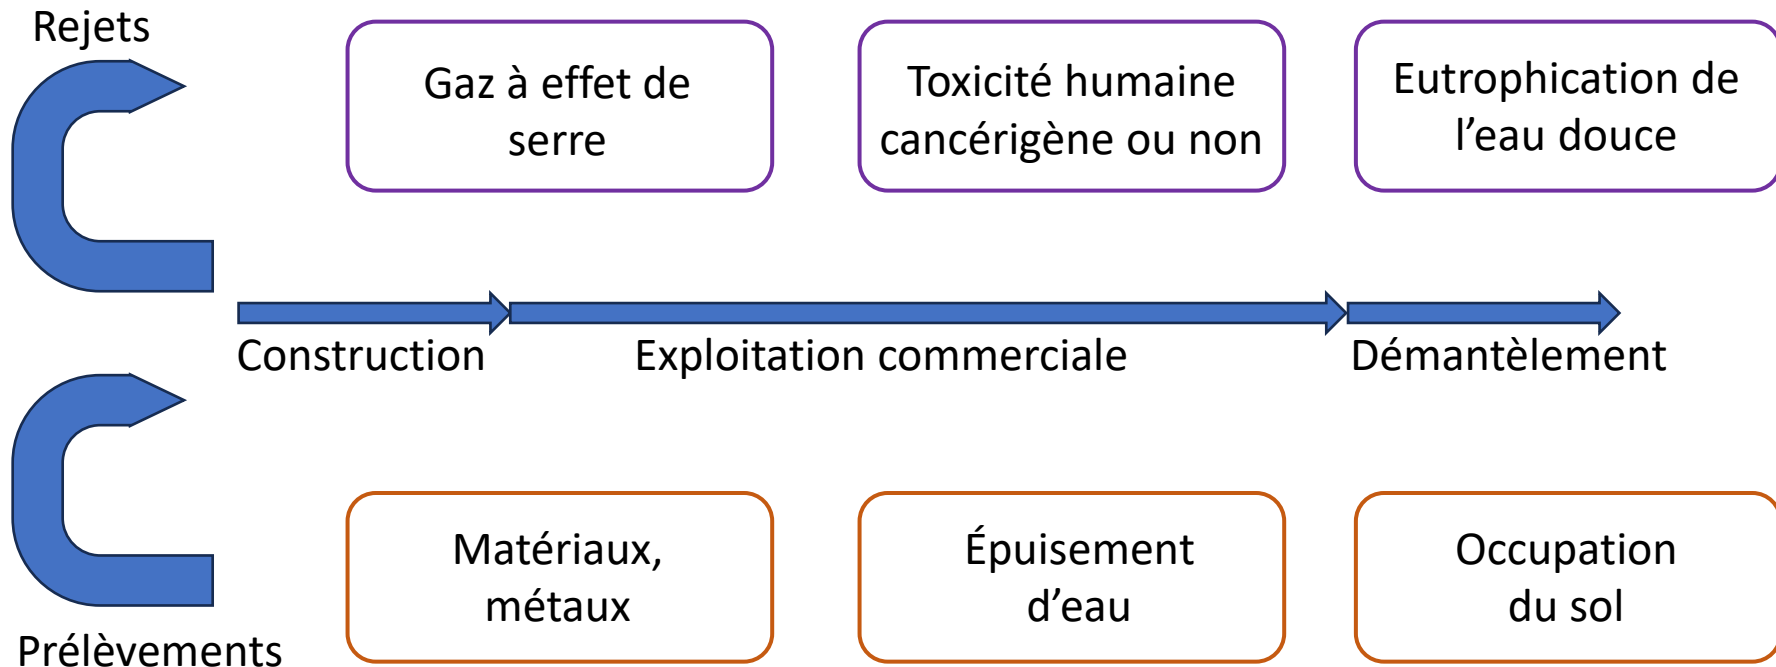 Rejets
Gaz à effet de
serre
Toxicité humaine
cancérigène ou non
Eutrophication de
l’eau douce
Construction
Exploitation commerciale
Démantèlement
Matériaux,
métaux
Épuisement
d’eau
Occupation
du sol
Prélèvements